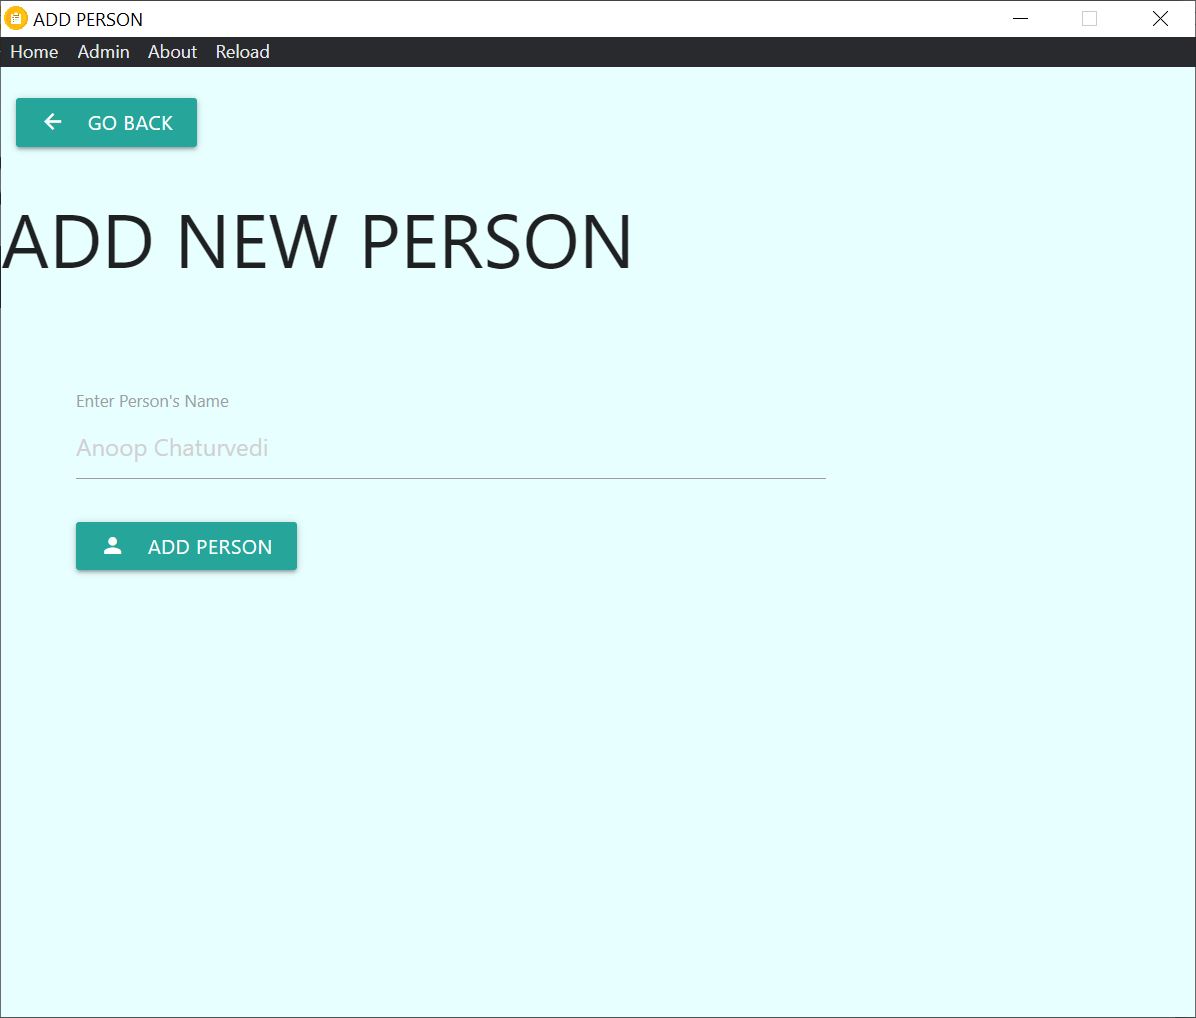 ADD PERSON
Home Admin About Reload
GO BACK
ADD NEW PERSON
Enter Person's Name
Anoop Chaturvedi
ADD PERSON